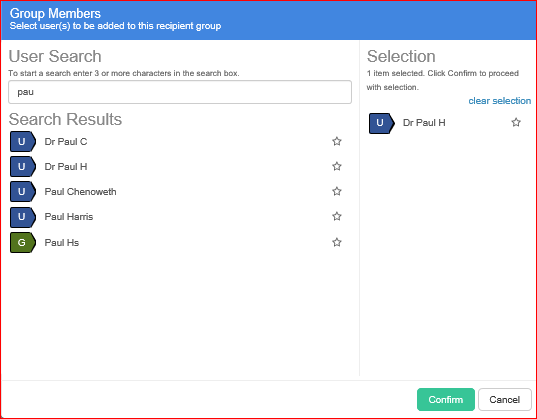 Group Members
Select user(s) to be added to this recipient group
User Search
To start a search enter 3 or more characters in the search box.
pau
Search Results
U Dr Paul C
U Dr Paul H
U Paul Chenoweth
U Paul Harris
G Paul Hs
Selection
1 item selected. Click Confirm to proceed
with selection.
clear selection
U Dr Paul H
Confirm
Cancel